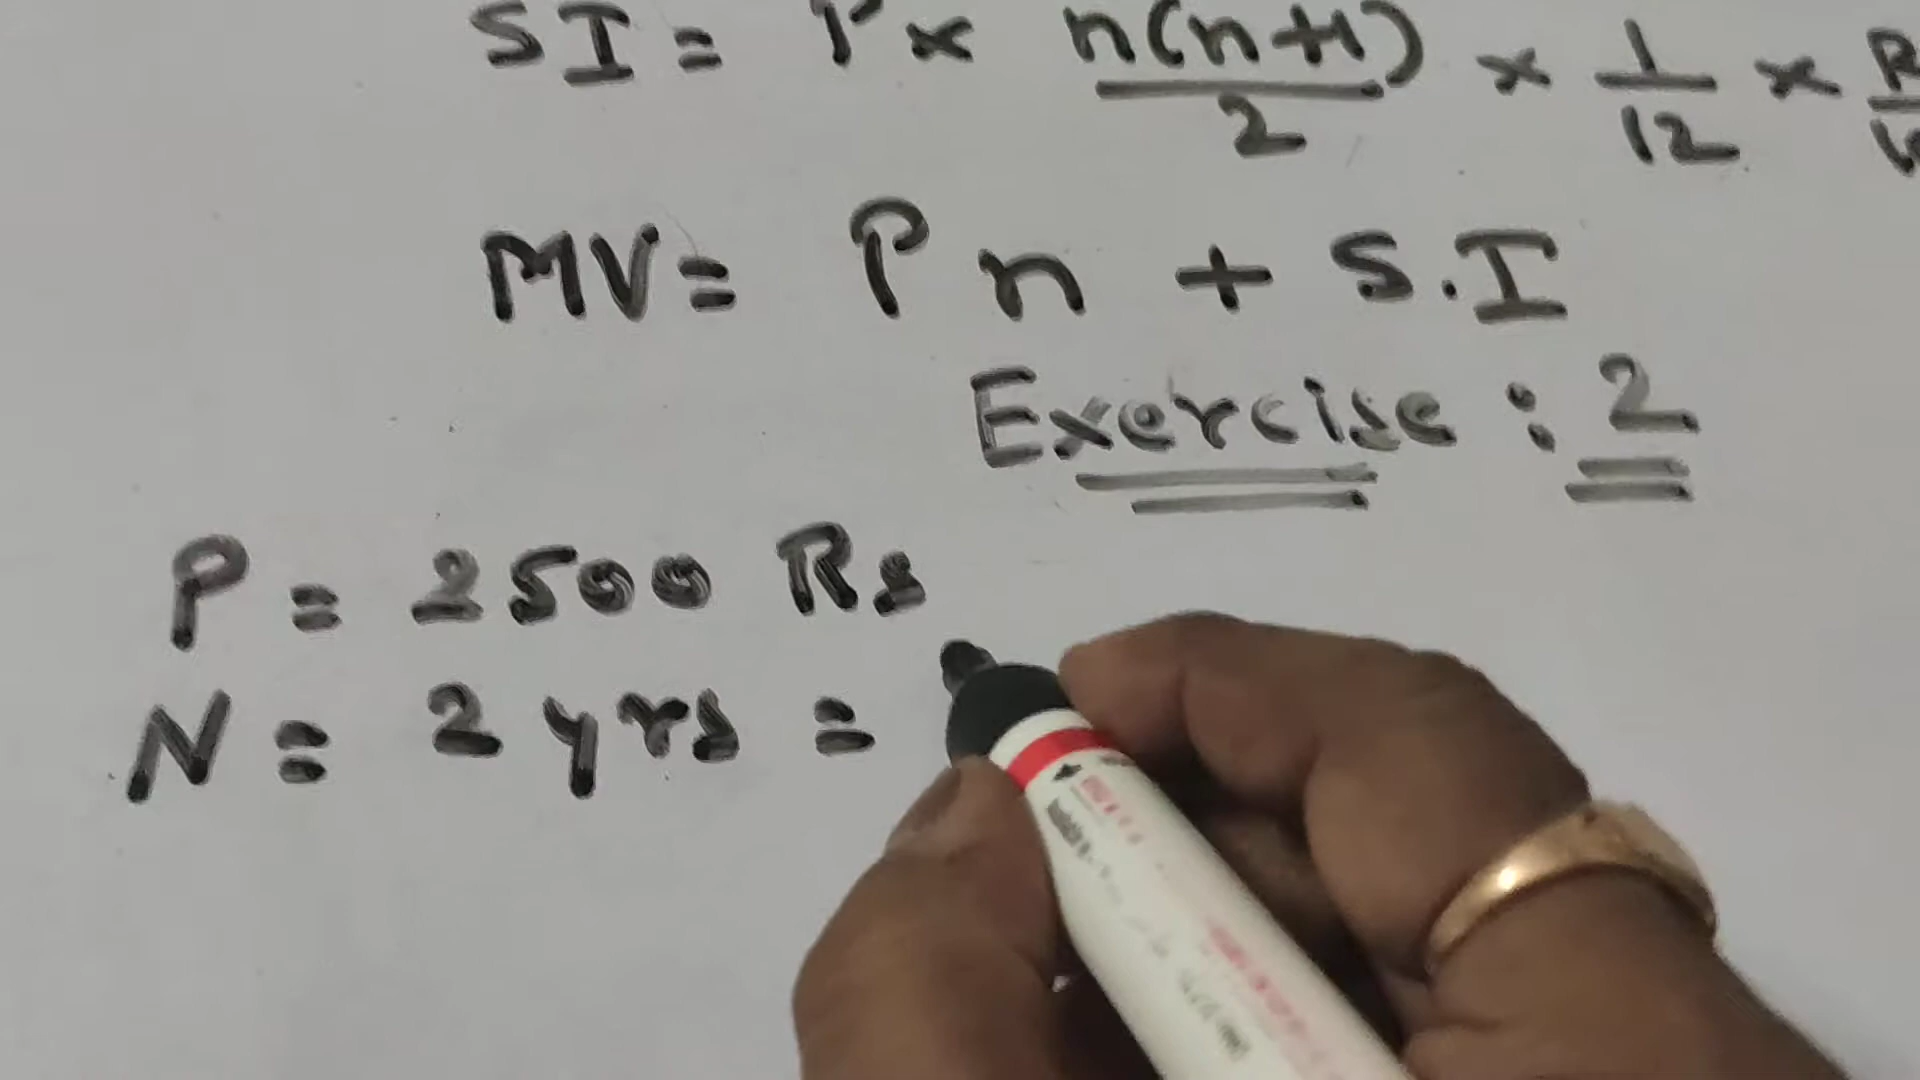 SI = P x n(n+1)/2 x 1/12 x R
MV = Pn + S.I
Exercise : 2
P = 2500 Rs
N = 2 yrs =